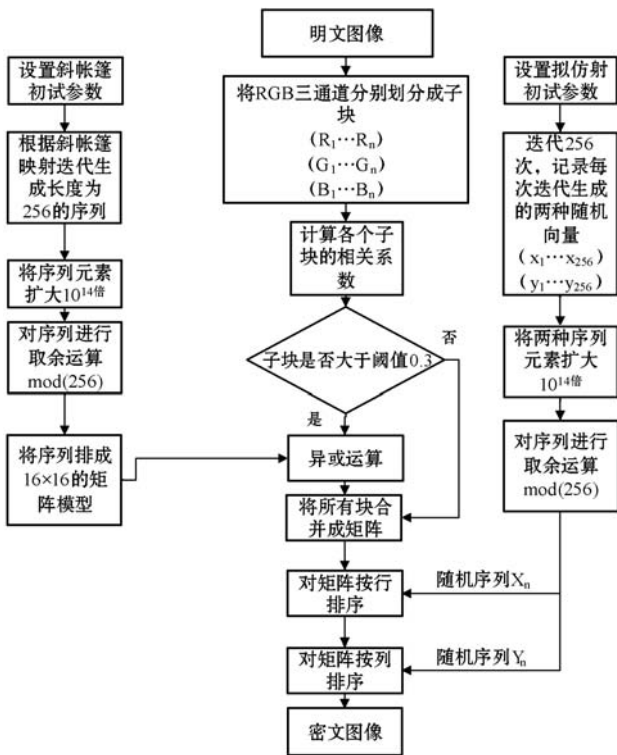 设置斜帐篷
初试参数
根据斜帐篷
映射迭代生
成长度为
256的序列
将序列元素
扩大10^14倍
对序列进行
取余运算
mod(256)
将序列排成
16×16的矩
阵模型
明文图像
将RGB三通道分别划分成子
块
(R₁…Rₙ)
(G₁…Gₙ)
(B₁…Bₙ)
计算各个子
块的相关系
数
子块是否大于阈值0.3
否
是
异或运算
将所有块合
并成矩阵
对矩阵按行
排序
对矩阵按列
排序
密文图像
设置拟仿射
初试参数
迭代256
次，记录每
次迭代生成
的两种随机
向量
(x₁…x₂₅₆)
(y₁…y₂₅₆)
将两种序列
元素扩大
10^14倍
对序列进行
取余运算
mod(256)
随机序列Xₙ
随机序列Yₙ